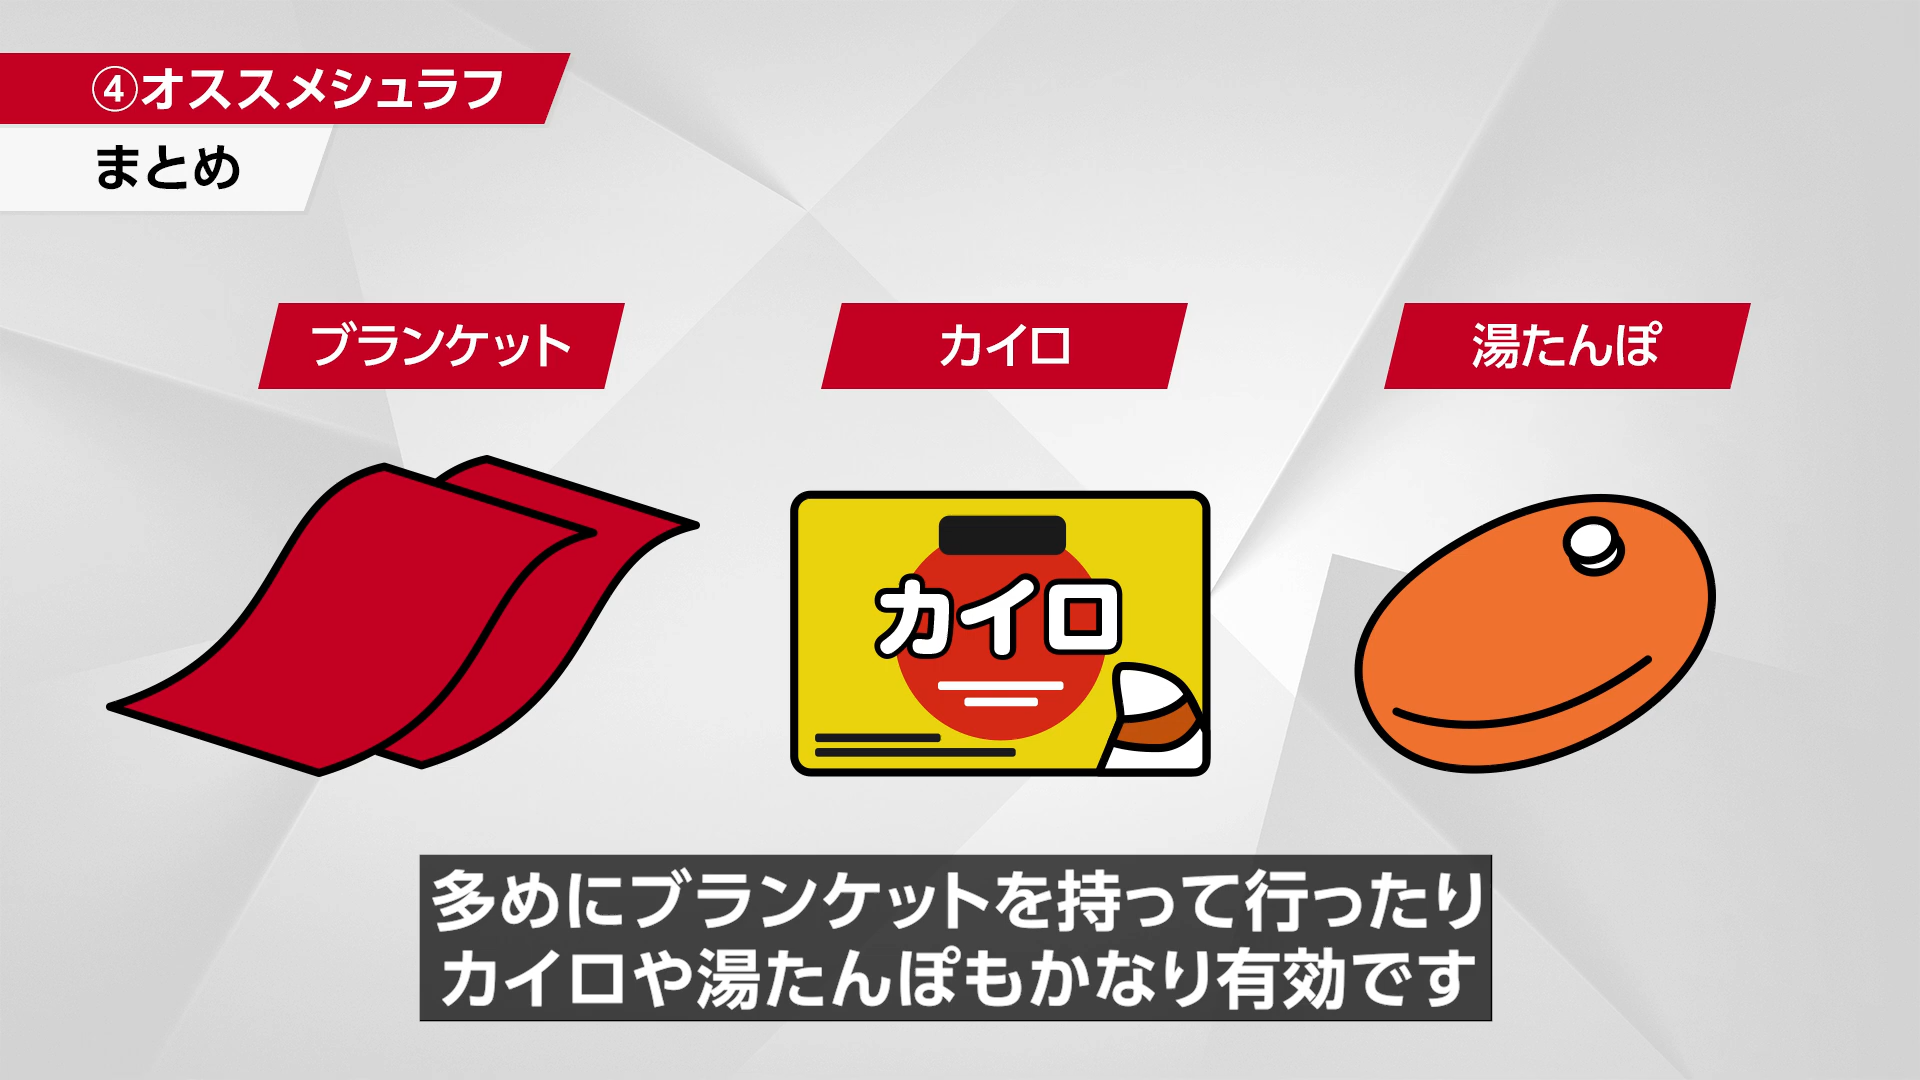 ④オススメシュラフ
まとめ
ブランケット
カイロ
湯たんぽ
カイロ
多めにブランケットを持って行ったり
カイロや湯たんぽもかなり有効です